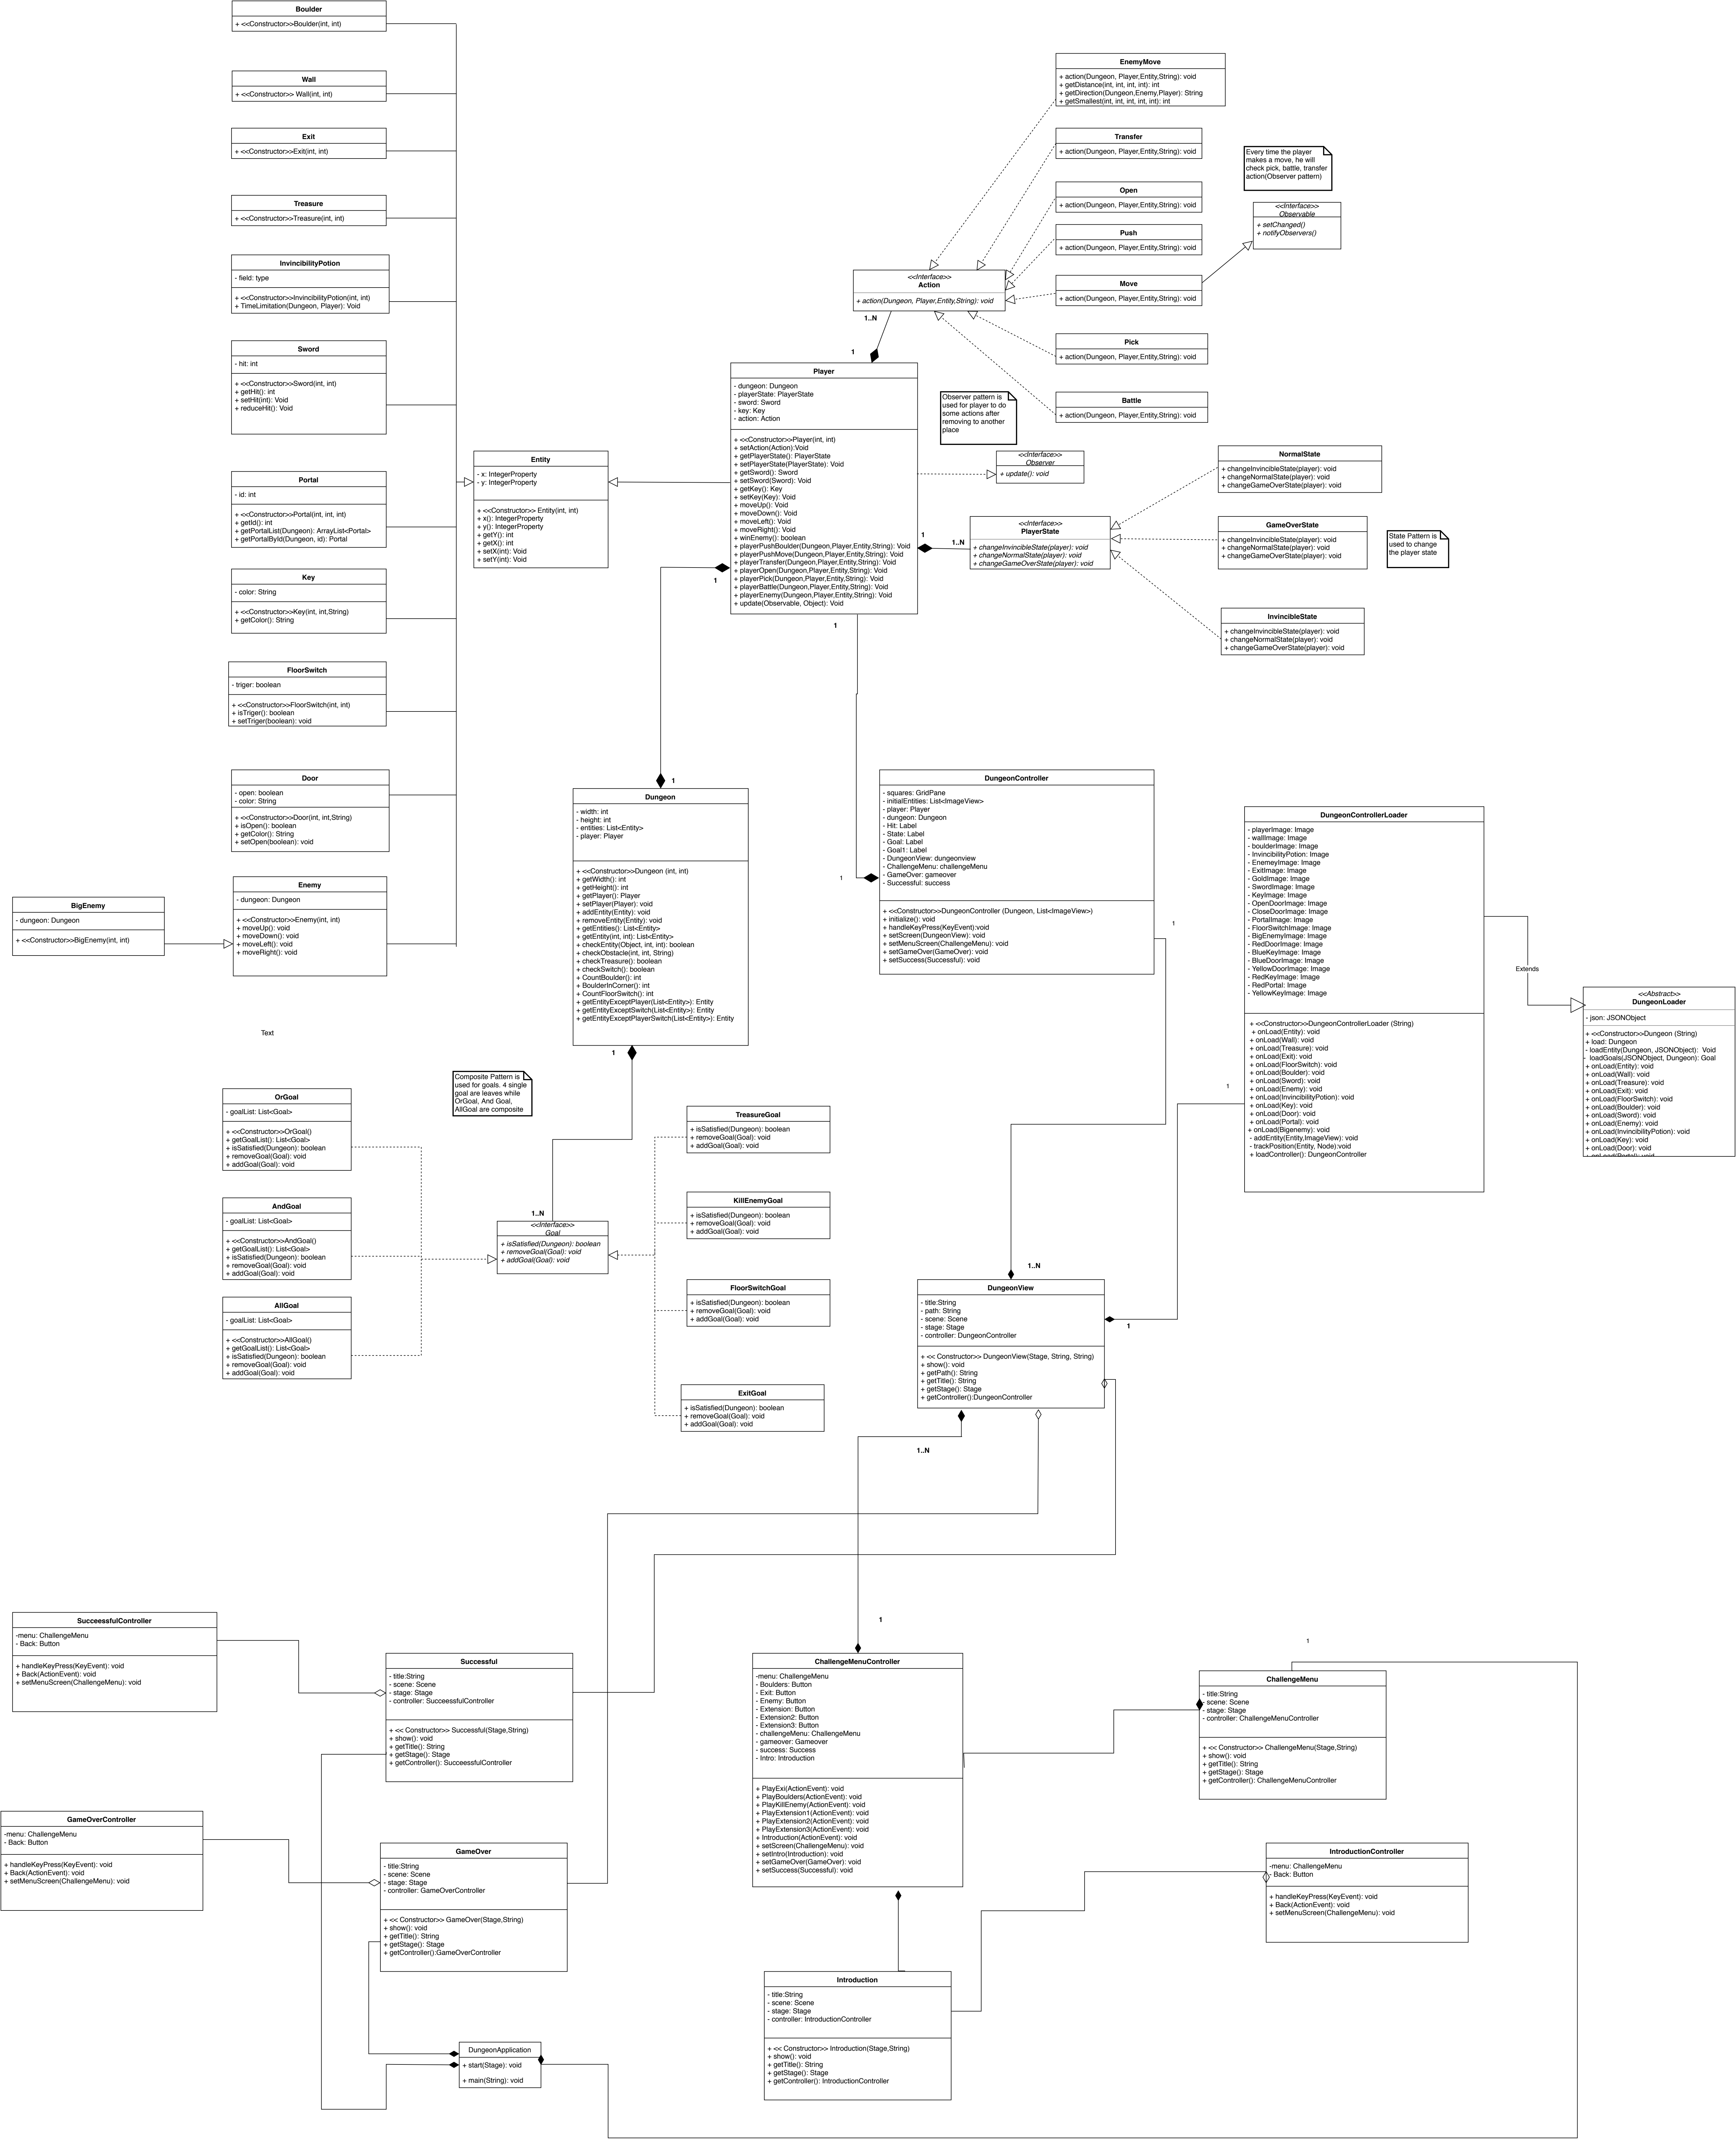 Boulder
+ <<Constructor>>Boulder(int, int)
Wall
+ <<Constructor>> Wall(int, int)
Exit
+ <<Constructor>>Exit(int, int)
Treasure
+ <<Constructor>>Treasure(int, int)
InvincibilityPotion
- field: type
+ <<Constructor>>InvincibilityPotion(int, int)
+ TimeLimitation(Dungeon, Player): Void
Sword
- hit: int
+ <<Constructor>>Sword(int, int)
+ getHit(): int
+ setHit(int): Void
+ reduceHit(): Void
Portal
- id: int
+ <<Constructor>>Portal(int, int, int)
+ getId(): int
+ getPortalList(Dungeon): ArrayList<Portal>
+ getPortalById(Dungeon, id): Portal
Key
- color: String
+ <<Constructor>>Key(int, int,String)
+ getColor(): String
FloorSwitch
- triger: boolean
+ <<Constructor>>FloorSwitch(int, int)
+ isTriger(): boolean
+ setTriger(boolean): void
Door
- open: boolean
- color: String
+ <<Constructor>>Door(int, int,String)
+ isOpen(): boolean
+ getColor(): String
+ setOpen(boolean): void
Enemy
- dungeon: Dungeon
+ <<Constructor>>Enemy(int, int)
+ moveUp(): void
+ moveDown(): void
+ moveLeft(): void
+ moveRight(): void
BigEnemy
- dungeon: Dungeon
+ <<Constructor>>BigEnemy(int, int)
Text
Entity
- x: IntegerProperty
- y: IntegerProperty
+ <<Constructor>> Entity(int, int)
+ x(): IntegerProperty
+ y(): IntegerProperty
+ getY(): int
+ getX(): int
+ setX(int): Void
+ setY(int): Void
EnemyMove
+ action(Dungeon, Player,Entity,String): void
+ getDistance(int, int, int, int): int
+ getDirection(Dungeon,Enemy,Player): String
+ getSmallest(int, int, int, int, int): int
Transfer
+ action(Dungeon, Player,Entity,String): void
Open
+ action(Dungeon, Player,Entity,String): void
Push
+ action(Dungeon, Player,Entity,String): void
Move
+ action(Dungeon, Player,Entity,String): void
Pick
+ action(Dungeon, Player,Entity,String): void
Battle
+ action(Dungeon, Player,Entity,String): void
Every time the player
makes a move, he will
check pick, battle, transfer
action(Observer pattern)
<<Interface>>
Observable
+ setChanged()
+ notifyObservers()
<<Interface>>
Action
+ action(Dungeon, Player,Entity,String): void
1..N
1
Player
- dungeon: Dungeon
- playerState: PlayerState
- sword: Sword
- key: Key
- action: Action
+ <<Constructor>>Player(int, int)
+ setAction(Action):Void
+ getPlayerState(): PlayerState
+ setPlayerState(PlayerState): Void
+ getSword(): Sword
+ setSword(Sword): Void
+ getKey(): Key
+ setKey(Key): Void
+ moveUp(): Void
+ moveDown(): Void
+ moveLeft(): Void
+ moveRight(): Void
+ winEnemy(): boolean
+ playerPushBoulder(Dungeon,Player,Entity,String): Void
+ playerPushMove(Dungeon,Player,Entity,String): Void
+ playerTransfer(Dungeon,Player,Entity,String): Void
+ playerOpen(Dungeon,Player,Entity,String): Void
+ playerPick(Dungeon,Player,Entity,String): Void
+ playerBattle(Dungeon,Player,Entity,String): Void
+ playerEnemy(Dungeon,Player,Entity,String): Void
+ update(Observable, Object): Void
Observer pattern is
used for player to do
some actions after
removing to another
place
<<Interface>>
Observer
+ update(): void
1
1..N
<<Interface>>
PlayerState
+ changeInvincibleState(player): void
+ changeNormalState(player): void
+ changeGameOverState(player): void
NormalState
+ changeInvincibleState(player): void
+ changeNormalState(player): void
+ changeGameOverState(player): void
GameOverState
+ changeInvincibleState(player): void
+ changeNormalState(player): void
+ changeGameOverState(player): void
State Pattern is
used to change
the player state
InvincibleState
+ changeInvincibleState(player): void
+ changeNormalState(player): void
+ changeGameOverState(player): void
1
1
1
Dungeon
- width: int
- height: int
- entities: List<Entity>
- player: Player
+ <<Constructor>>Dungeon (int, int)
+ getWidth(): int
+ getHeight(): int
+ getPlayer(): Player
+ setPlayer(Player): void
+ addEntity(Entity): void
+ removeEntity(Entity): void
+ getEntities(): List<Entity>
+ getEntity(int, int): List<Entity>
+ checkEntity(Object, int, int): boolean
+ checkObstacle(int, int, String)
+ checkTreasure(): boolean
+ checkSwitch(): boolean
+ CountBoulder(): int
+ BoulderInCorner(): int
+ CountFloorSwitch(): int
+ getEntityExceptPlayer(List<Entity>): Entity
+ getEntityExceptSwitch(List<Entity>): Entity
+ getEntityExceptPlayerSwitch(List<Entity>): Entity
1
1
DungeonController
- squares: GridPane
- initialEntities: List<ImageView>
- player: Player
- dungeon: Dungeon
- Hit: Label
- State: Label
- Goal: Label
- Goal1: Label
- DungeonView: dungeonview
- ChallengeMenu: challengeMenu
- GameOver: gameover
- Successful: success
+ <<Constructor>>DungeonController (Dungeon, List<ImageView>)
+ initialize(): void
+ handleKeyPress(KeyEvent):void
+ setScreen(DungeonView): void
+ setMenuScreen(ChallengeMenu): void
+ setGameOver(GameOver): void
+ setSuccess(Successful): void
1
1
DungeonControllerLoader
- playerImage: Image
- wallImage: Image
- boulderImage: Image
- InvincibilityPotion: Image
- EnemeyImage: Image
- ExitImage: Image
- GoldImage: Image
- SwordImage: Image
- KeyImage: Image
- OpenDoorImage: Image
- CloseDoorImage: Image
- PortalImage: Image
- FloorSwitchImage: Image
- BigEnemyImage: Image
- RedDoorImage: Image
- BlueKeyImage: Image
- BlueDoorImage: Image
- YellowDoorImage: Image
- RedKeyImage: Image
- RedPortal: Image
- YellowKeyImage: Image
+ <<Constructor>>DungeonControllerLoader (String)
+ onLoad(Entity): void
+ onLoad(Wall): void
+ onLoad(Treasure): void
+ onLoad(Exit): void
+ onLoad(FloorSwitch): void
+ onLoad(Boulder): void
+ onLoad(Sword): void
+ onLoad(Enemy): void
+ onLoad(InvincibilityPotion): void
+ onLoad(Key): void
+ onLoad(Door): void
+ onLoad(Portal): void
+ onLoad(Bigenemy): void
- addEntity(Entity,ImageView): void
- trackPosition(Entity, Node): void
+ loadController(): DungeonController
Extends
<<Abstract>>
DungeonLoader
- json: JSONObject
+ <<Constructor>>Dungeon (String)
+ load: Dungeon
- loadEntity(Dungeon, JSONObject): Void
- loadGoals(JSONObject, Dungeon): Goal
+ onLoad(Entity): void
+ onLoad(Wall): void
+ onLoad(Treasure): void
+ onLoad(Exit): void
+ onLoad(FloorSwitch): void
+ onLoad(Boulder): void
+ onLoad(Sword): void
+ onLoad(Enemy): void
+ onLoad(InvincibilityPotion): void
+ onLoad(Key): void
+ onLoad(Door): void
+ onLoad(Portal): void
Composite Pattern is
used for goals. 4 single
goal are leaves while
OrGoal, And Goal,
AllGoal are composite
OrGoal
- goalList: List<Goal>
+ <<Constructor>>OrGoal()
+ getGoalList(): List<Goal>
+ isSatisfied(Dungeon): boolean
+ removeGoal(Goal): void
+ addGoal(Goal): void
AndGoal
- goalList: List<Goal>
+ <<Constructor>>AndGoal()
+ getGoalList(): List<Goal>
+ isSatisfied(Dungeon): boolean
+ removeGoal(Goal): void
+ addGoal(Goal): void
AllGoal
- goalList: List<Goal>
+ <<Constructor>>AllGoal()
+ getGoalList(): List<Goal>
+ isSatisfied(Dungeon): boolean
+ removeGoal(Goal): void
+ addGoal(Goal): void
1..N
<<Interface>>
Goal
+ isSatisfied(Dungeon): boolean
+ removeGoal(Goal): void
+ addGoal(Goal): void
TreasureGoal
+ isSatisfied(Dungeon): boolean
+ removeGoal(Goal): void
+ addGoal(Goal): void
KillEnemyGoal
+ isSatisfied(Dungeon): boolean
+ removeGoal(Goal): void
+ addGoal(Goal): void
FloorSwitchGoal
+ isSatisfied(Dungeon): boolean
+ removeGoal(Goal): void
+ addGoal(Goal): void
ExitGoal
+ isSatisfied(Dungeon): boolean
+ removeGoal(Goal): void
+ addGoal(Goal): void
1..N
DungeonView
- title:String
- path: String
- scene: Scene
- stage: Stage
- controller: DungeonController
+ << Constructor>> DungeonView(Stage, String, String)
+ show(): void
+ getPath(): String
+ getTitle(): String
+ getStage(): Stage
+ getController():DungeonController
1
1..N
1
1
SucceessfulController
-menu: ChallengeMenu
- Back: Button
+ handleKeyPress(KeyEvent): void
+ Back(ActionEvent): void
+ setMenuScreen(ChallengeMenu): void
Successful
- title:String
- scene: Scene
- stage: Stage
- controller: SucceessfulController
+ << Constructor>> Successful(Stage,String)
+ show(): void
+ getTitle(): String
+ getStage(): Stage
+ getController(): SucceessfulController
ChallengeMenuController
-menu: ChallengeMenu
- Boulders: Button
- Exit: Button
- Enemy: Button
- Extension: Button
- Extension2: Button
- Extension3: Button
- challengeMenu: ChallengeMenu
- gameover: Gameover
- success: Success
- Intro: Introduction
+ PlayExi(ActionEvent): void
+ PlayBoulders(ActionEvent): void
+ PlayKillEnemy(ActionEvent): void
+ PlayExtension1(ActionEvent): void
+ PlayExtension2(ActionEvent): void
+ PlayExtension3(ActionEvent): void
+ Introduction(ActionEvent): void
+ setScreen(ChallengeMenu): void
+ setIntro(Introduction): void
+ setGameOver(GameOver): void
+ setSuccess(Successful): void
ChallengeMenu
- title:String
- scene: Scene
- stage: Stage
- controller: ChallengeMenuController
+ << Constructor>> ChallengeMenu(Stage,String)
+ show(): void
+ getTitle(): String
+ getStage(): Stage
+ getController(): ChallengeMenuController
GameOverController
-menu: ChallengeMenu
- Back: Button
+ handleKeyPress(KeyEvent): void
+ Back(ActionEvent): void
+ setMenuScreen(ChallengeMenu): void
GameOver
- title:String
- scene: Scene
- stage: Stage
- controller: GameOverController
+ << Constructor>> GameOver(Stage,String)
+ show(): void
+ getTitle(): String
+ getStage(): Stage
+ getController():GameOverController
IntroductionController
-menu: ChallengeMenu
- Back: Button
+ handleKeyPress(KeyEvent): void
+ Back(ActionEvent): void
+ setMenuScreen(ChallengeMenu): void
Introduction
- title:String
- scene: Scene
- stage: Stage
- controller: IntroductionController
+ << Constructor>> Introduction(Stage,String)
+ show(): void
+ getTitle(): String
+ getStage(): Stage
+ getController(): IntroductionController
DungeonApplication
+ start(Stage): void
+ main(String): void